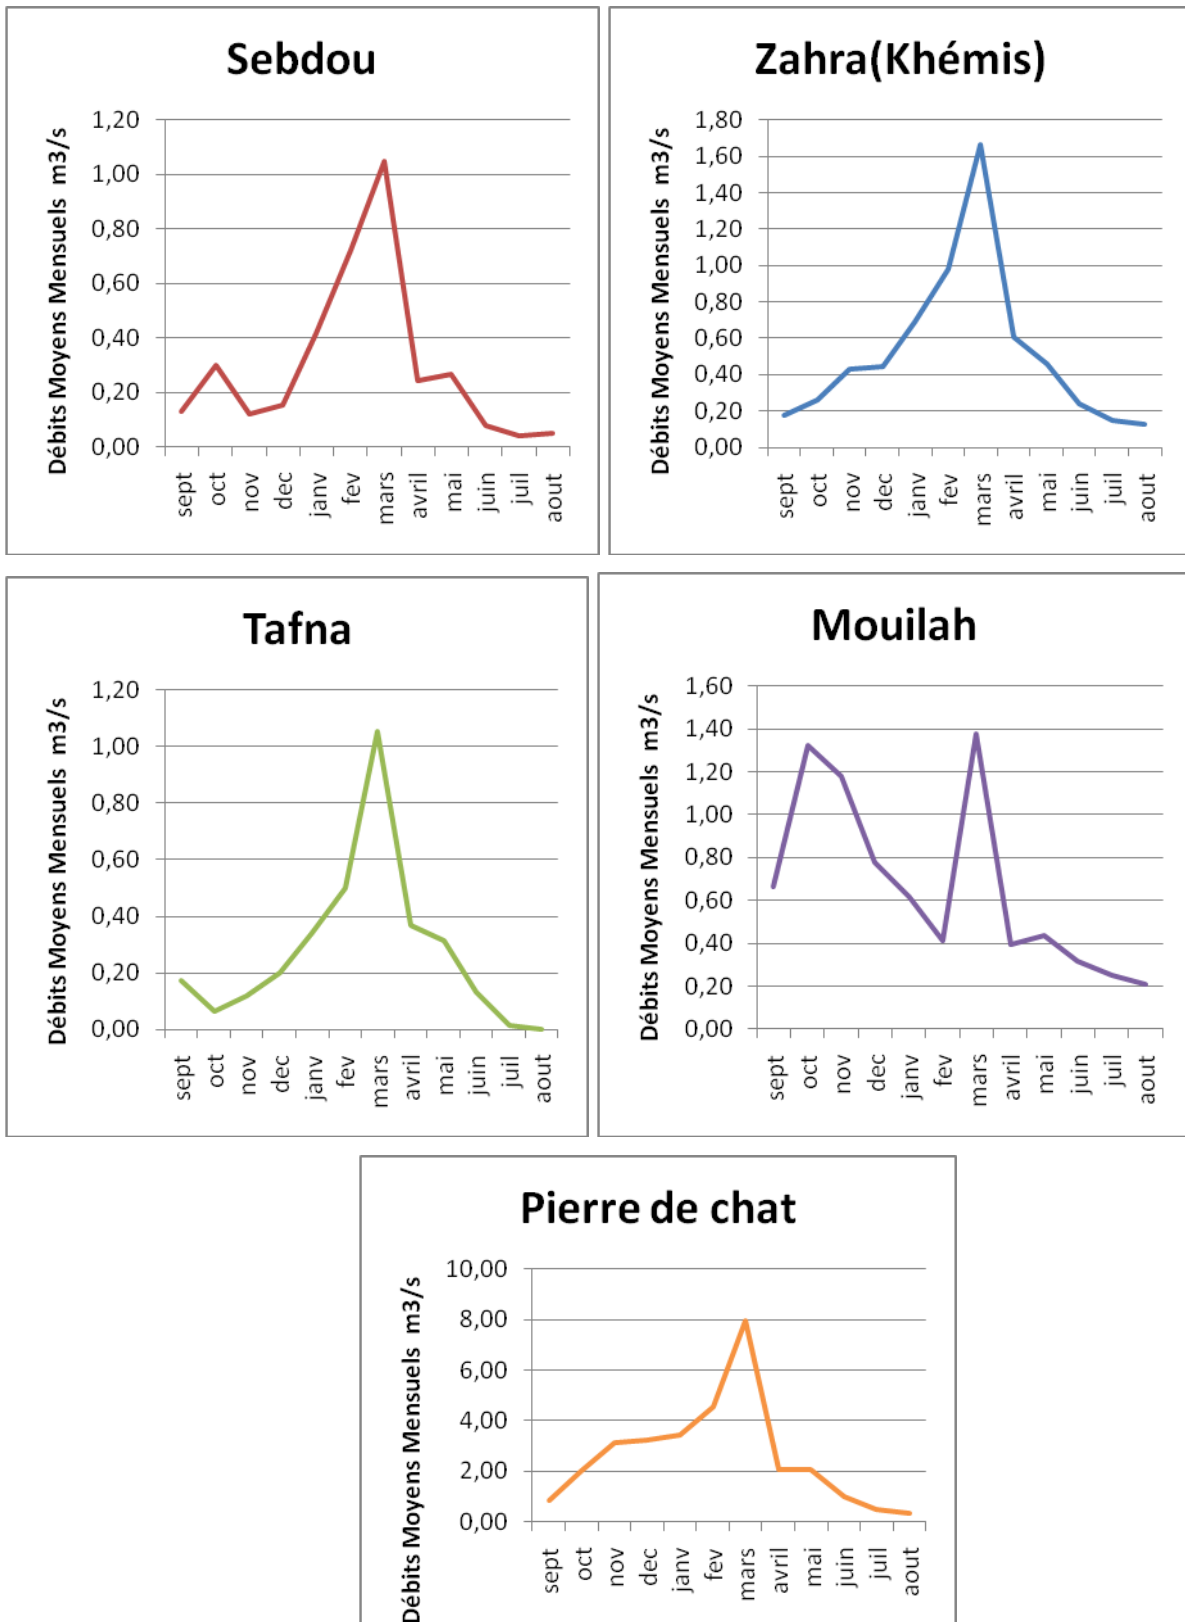 Sebdou
Débits Moyens Mensuels m3/s
1,20
1,00
0,80
0,60
0,40
0,20
0,00
sept
oct
nov
dec
janv
fev
mars
avril
mai
juin
juil
aout
Zahra(Khémis)
Débits Moyens Mensuels m3/s
1,80
1,60
1,40
1,20
1,00
0,80
0,60
0,40
0,20
0,00
sept
oct
nov
dec
janv
fev
mars
avril
mai
juin
juil
aout
Tafna
Débits Moyens Mensuels m3/s
1,20
1,00
0,80
0,60
0,40
0,20
0,00
sept
oct
nov
dec
janv
fev
mars
avril
mai
juin
juil
aout
Mouilah
Débits Moyens Mensuels m3/s
1,60
1,40
1,20
1,00
0,80
0,60
0,40
0,20
0,00
sept
oct
nov
dec
janv
fev
mars
avril
mai
juin
juil
aout
Pierre de chat
Débits Moyens Mensuels m3/s
10,00
8,00
6,00
4,00
2,00
0,00
sept
oct
nov
dec
janv
fev
mars
avril
mai
juin
juil
aout